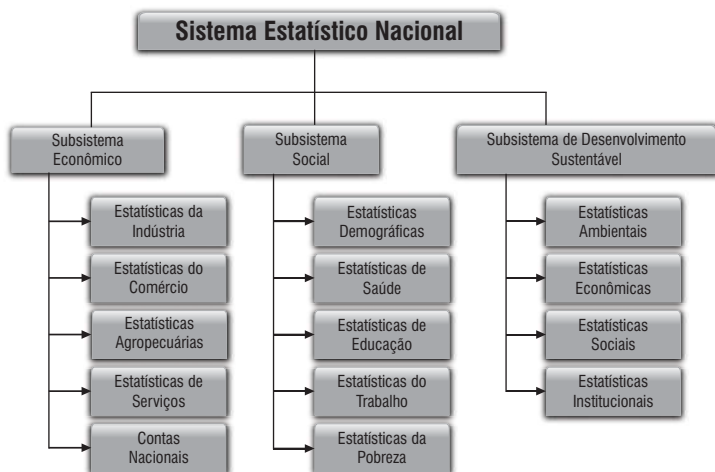 Sistema Estatístico Nacional
Subsistema
Econômico
Estatísticas da
Indústria
Estatísticas do
Comércio
Estatísticas
Agropecuárias
Estatísticas de
Serviços
Contas
Nacionais
Subsistema
Social
Estatísticas
Demográficas
Estatísticas de
Saúde
Estatísticas de
Educação
Estatísticas do
Trabalho
Estatísticas da
Pobreza
Subsistema de Desenvolvimento
Sustentável
Estatísticas
Ambientais
Estatísticas
Econômicas
Estatísticas
Sociais
Estatísticas
Institucionais